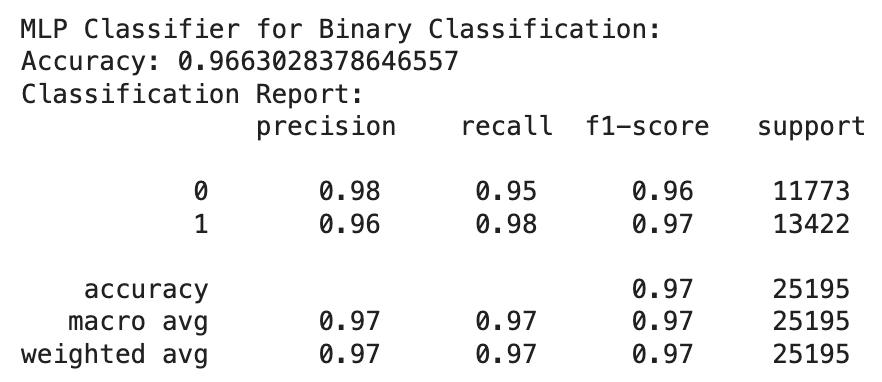 MLP Classifier for Binary Classification:
Accuracy: 0.9663028378646557
Classification Report:
precision recall f1-score support
0 0.98 0.95 0.96 11773
1 0.96 0.98 0.97 13422
accuracy 0.97 25195
macro avg 0.97 0.97 0.97 25195
weighted avg 0.97 0.97 0.97 25195